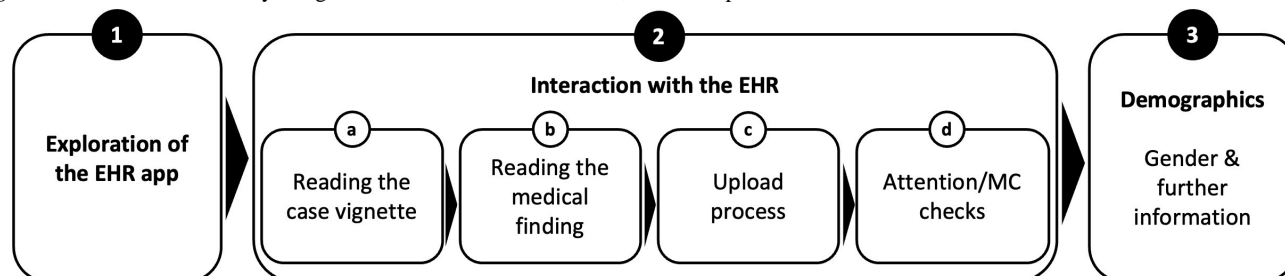 1
Exploration of
the EHR app
2
Interaction with the EHR
a
Reading the
case vignette
b
Reading the
medical
finding
c
Upload
process
d
Attention/MC
checks
3
Demographics
Gender &
further
information